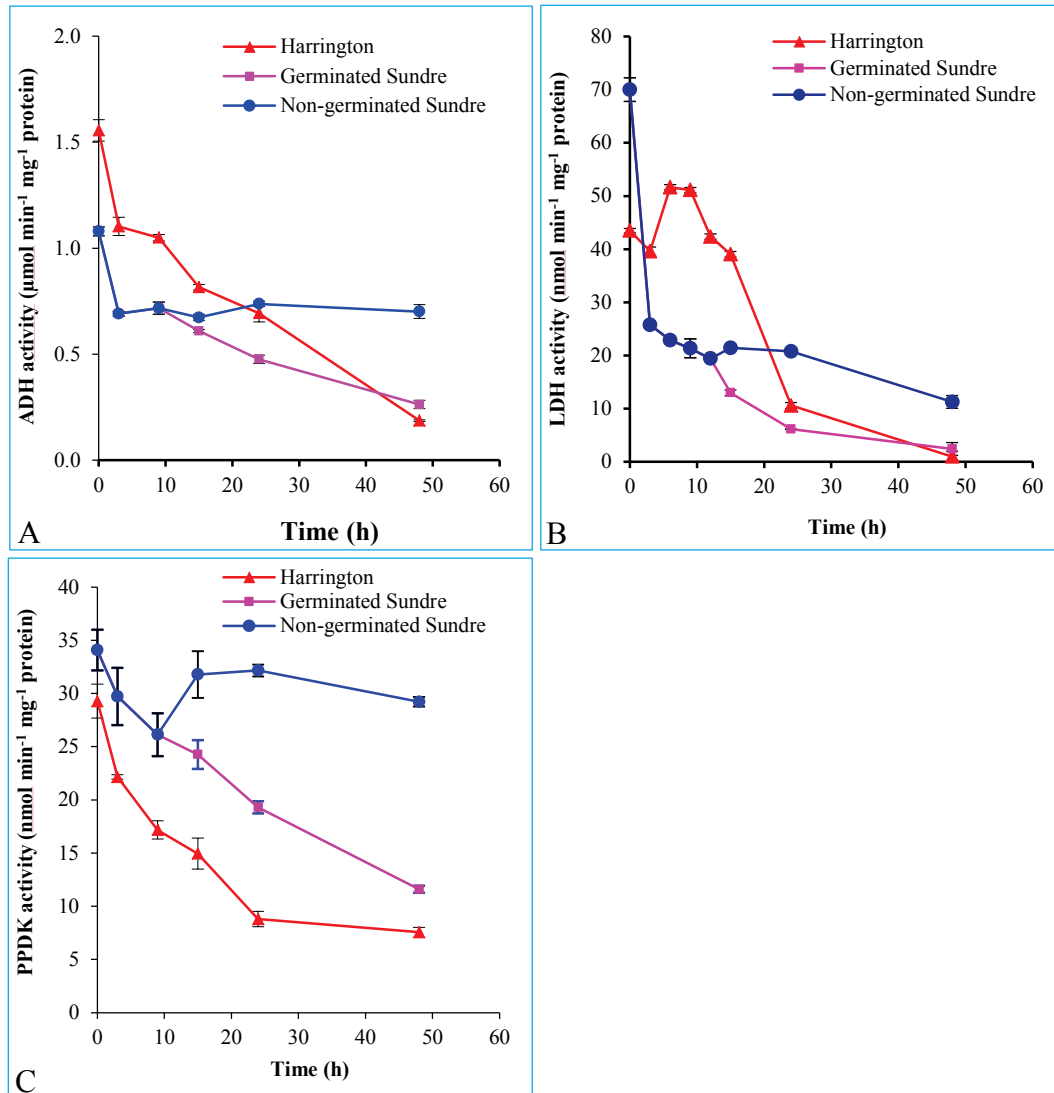 ADH activity (µmol min⁻¹ mg⁻¹ protein)
2.0
1.5
1.0
0.5
0.0
Harrington
Germinated Sundre
Non-germinated Sundre
0 10 20 30 40 50 60
Time (h)
A
LDH activity (nmol min⁻¹ mg⁻¹ protein)
80
70
60
50
40
30
20
10
0
Harrington
Germinated Sundre
Non-germinated Sundre
0 10 20 30 40 50 60
Time (h)
B
PPDK activity (nmol min⁻¹ mg⁻¹ protein)
40
35
30
25
20
15
10
5
0
Harrington
Germinated Sundre
Non-germinated Sundre
0 10 20 30 40 50 60
Time (h)
C